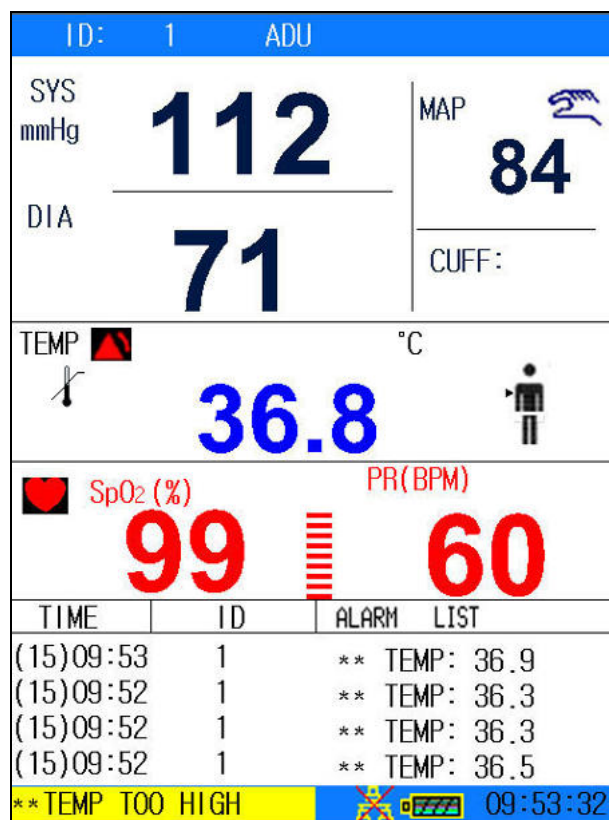 ID: 1 ADU
SYS
mmHg
112
MAP
84
DIA
71
CUFF:
TEMP °C
36.8
SpO2 (%) PR(BPM)
99 60
TIME ID ALARM LIST
(15)09:53 1 ** TEMP: 36.9
(15)09:52 1 ** TEMP: 36.3
(15)09:52 1 ** TEMP: 36.3
(15)09:52 1 ** TEMP: 36.5
**TEMP TOO HIGH 09:53:32